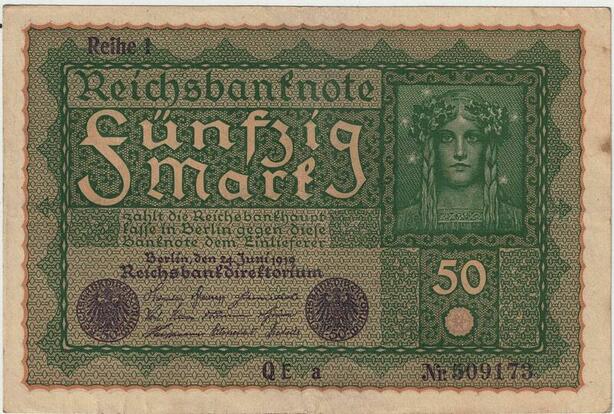 Reihe 1
Reichsbanknote
Fünfzig
Mark
zahlt die Reichsbankhaupt
kasse in Berlin gegen diese
Banknote dem Einlieferer
Berlin, den 24. Juni 1919
Reichsbankdirektorium
50
QE a
Nr. 509173